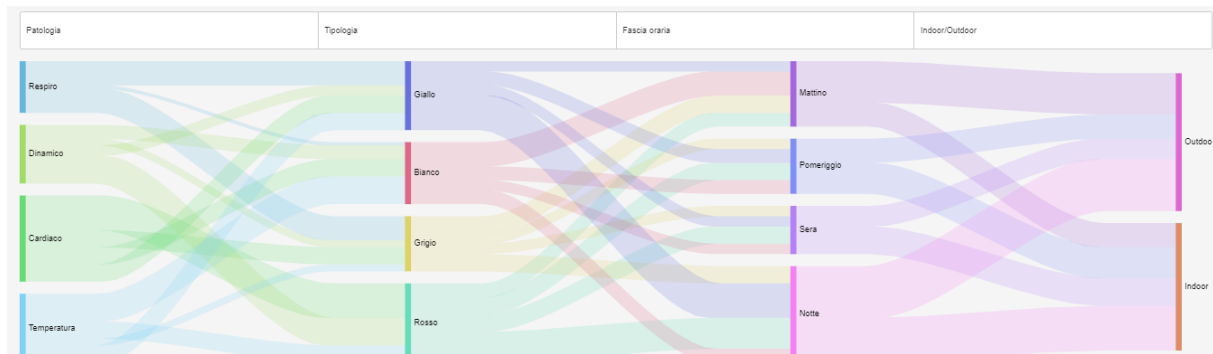 Patologia
Tipologia
Fascia oraria
Indoor/Outdoor
Respiro
Dinamico
Cardiaco
Temperatura
Giallo
Bianco
Grigio
Rosso
Mattino
Pomeriggio
Sera
Notte
Outdoo
Indoor